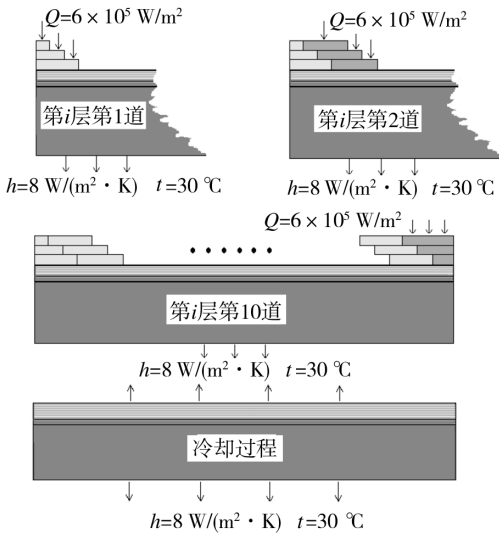 Q=6 × 10⁵ W/m²
Q=6 × 10⁵ W/m²
第i层第1道
第i层第2道
h=8 W/(m²・K) t=30 ℃
h=8 W/(m²・K) t=30 ℃
Q=6 × 10⁵ W/m²
第i层第10道
h=8 W/(m²・K) t=30 ℃
冷却过程
h=8 W/(m²・K) t=30 ℃